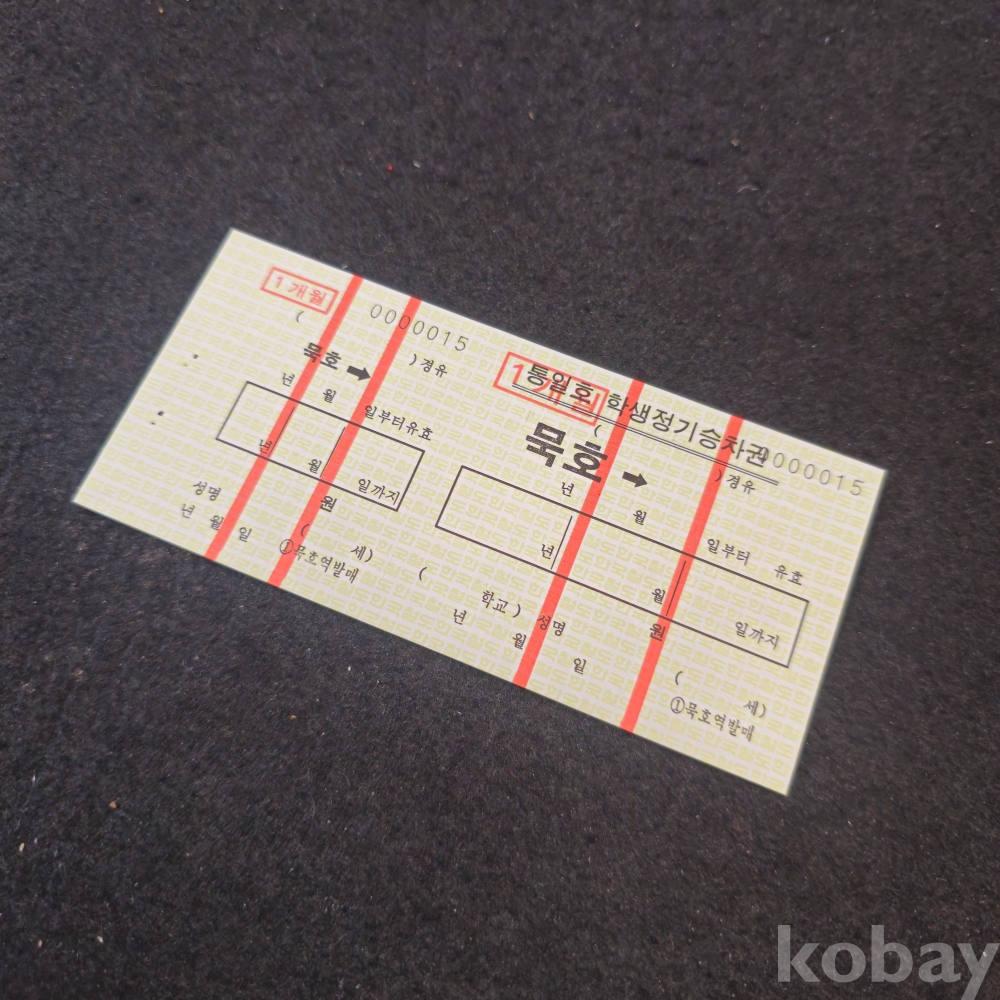 1개월
0000015
(
묵호 → ) 경유
년 월 일부터유효
년 월 일까지
원
성명 ( 세)
년 월 일 ①묵호역발매
1개월
통일호 학생정기승차권
0000015
(
묵호 → ) 경유
년 월 일부터 유효
년 월 일까지
원
( 학교) 성명 ( 세)
년 월 일 ①묵호역발매
kobay